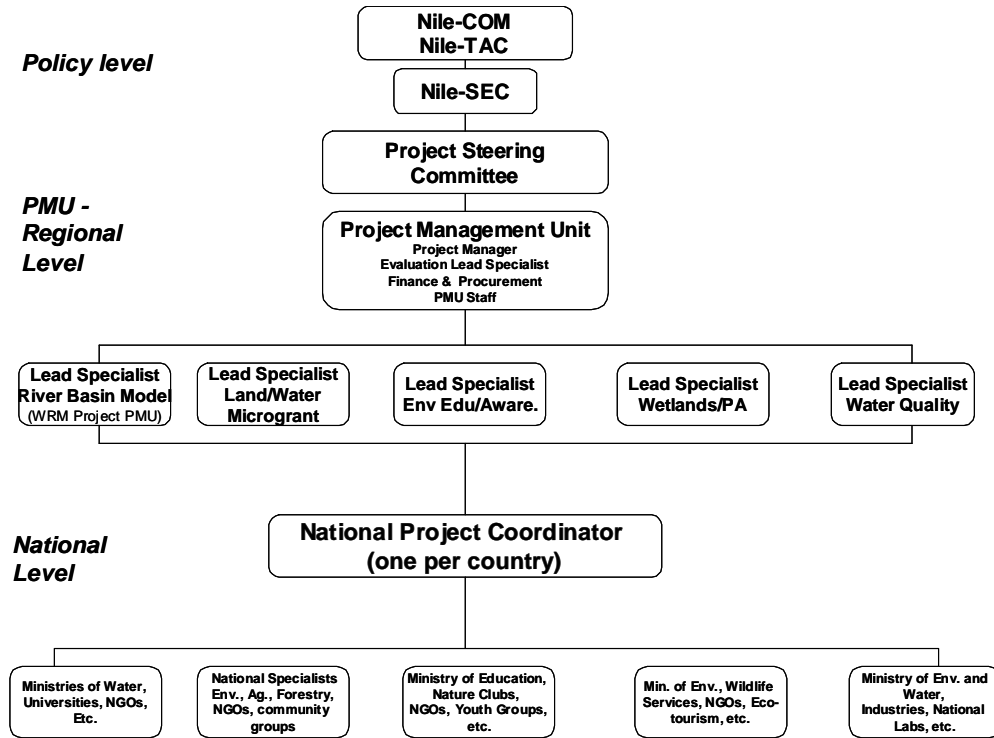 Nile-COM
Nile-TAC
Policy level
Nile-SEC
Project Steering
Committee
PMU -
Regional
Level
Project Management Unit
Project Manager
Evaluation Lead Specialist
Finance & Procurement
PMU Staff
Lead Specialist
River Basin Model
(WRM Project PMU)
Lead Specialist
Land/Water
Microgrant
Lead Specialist
Env Edu/Aware.
Lead Specialist
Wetlands/PA
Lead Specialist
Water Quality
National
Level
National Project Coordinator
(one per country)
Ministries of Water,
Universities, NGOs,
Etc.
National Specialists
Env., Ag., Forestry,
NGOs, community
groups
Ministry of Education,
Nature Clubs,
NGOs, Youth Groups,
etc.
Min. of Env., Wildlife
Services, NGOs, Eco-
tourism, etc.
Ministry of Env. and
Water,
Industries, National
Labs, etc.